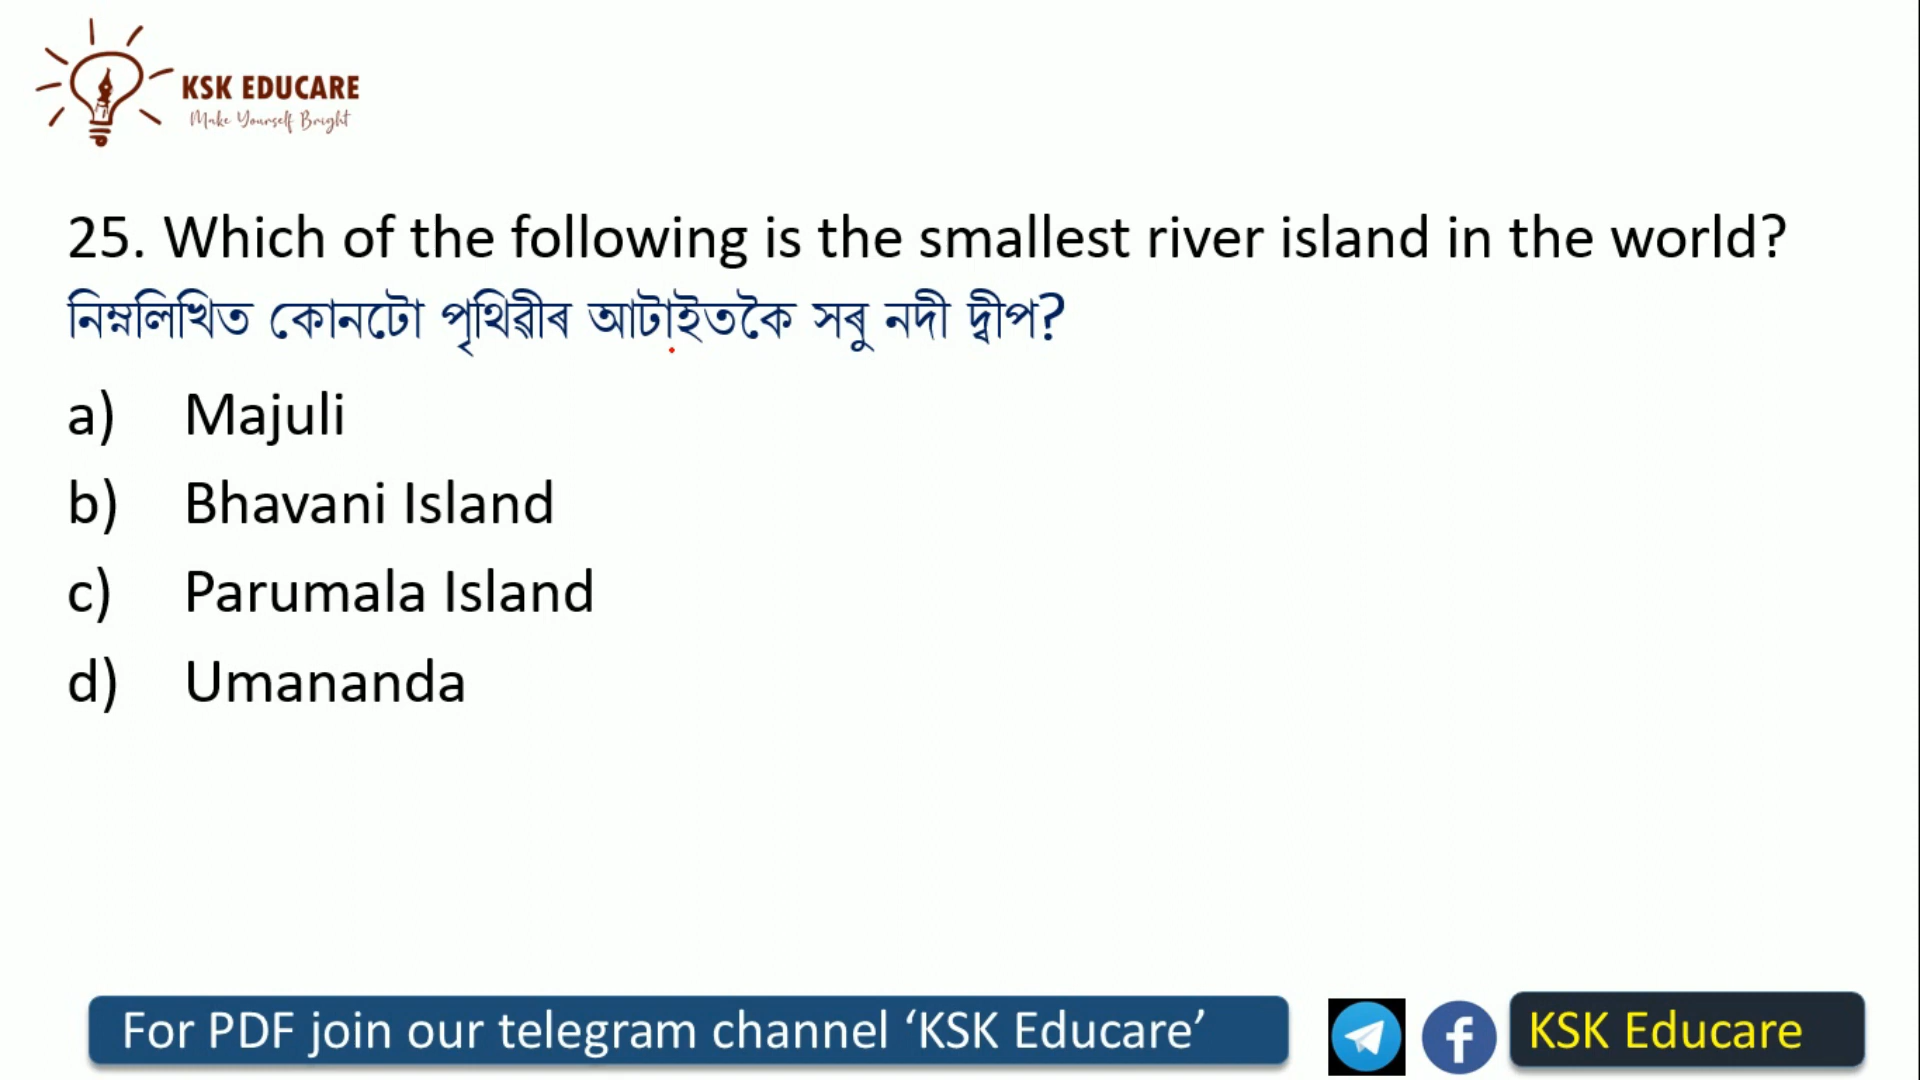 KSK EDUCARE
Make Yourself Bright
25. Which of the following is the smallest river island in the world?
নিম্নলিখিত কোনটো পৃথিৱীৰ আটাইতকৈ সৰু নদী দ্বীপ?
a) Majuli
b) Bhavani Island
c) Parumala Island
d) Umananda
For PDF join our telegram channel ‘KSK Educare’
KSK Educare